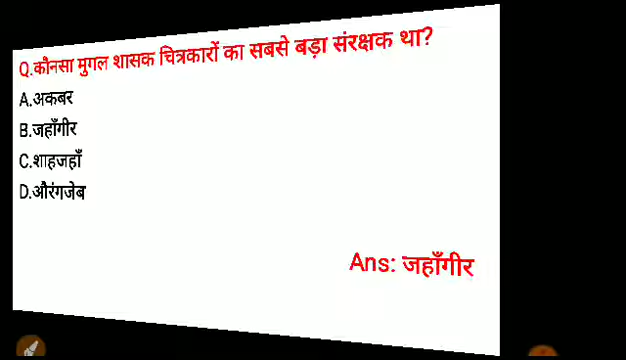 Q.कौनसा मुगल शासक चित्रकारों का सबसे बड़ा संरक्षक था?
A.अकबर
B.जहाँगीर
C.शाहजहाँ
D.औरंगजेब
Ans: जहाँगीर